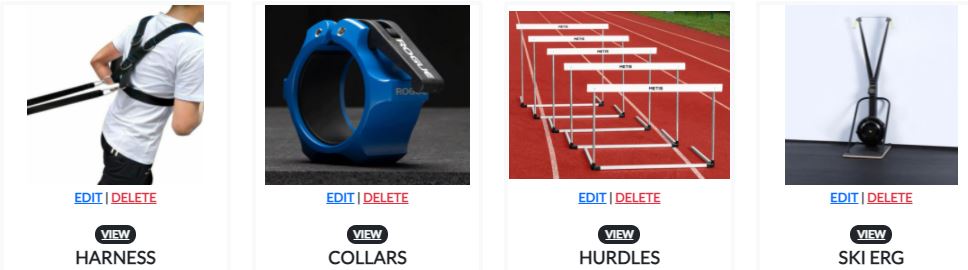 ROGUE
ROGUE
METIS
METIS
METIS
METIS
METIS
EDIT | DELETE
EDIT | DELETE
EDIT | DELETE
EDIT | DELETE
VIEW
VIEW
VIEW
VIEW
HARNESS
COLLARS
HURDLES
SKI ERG